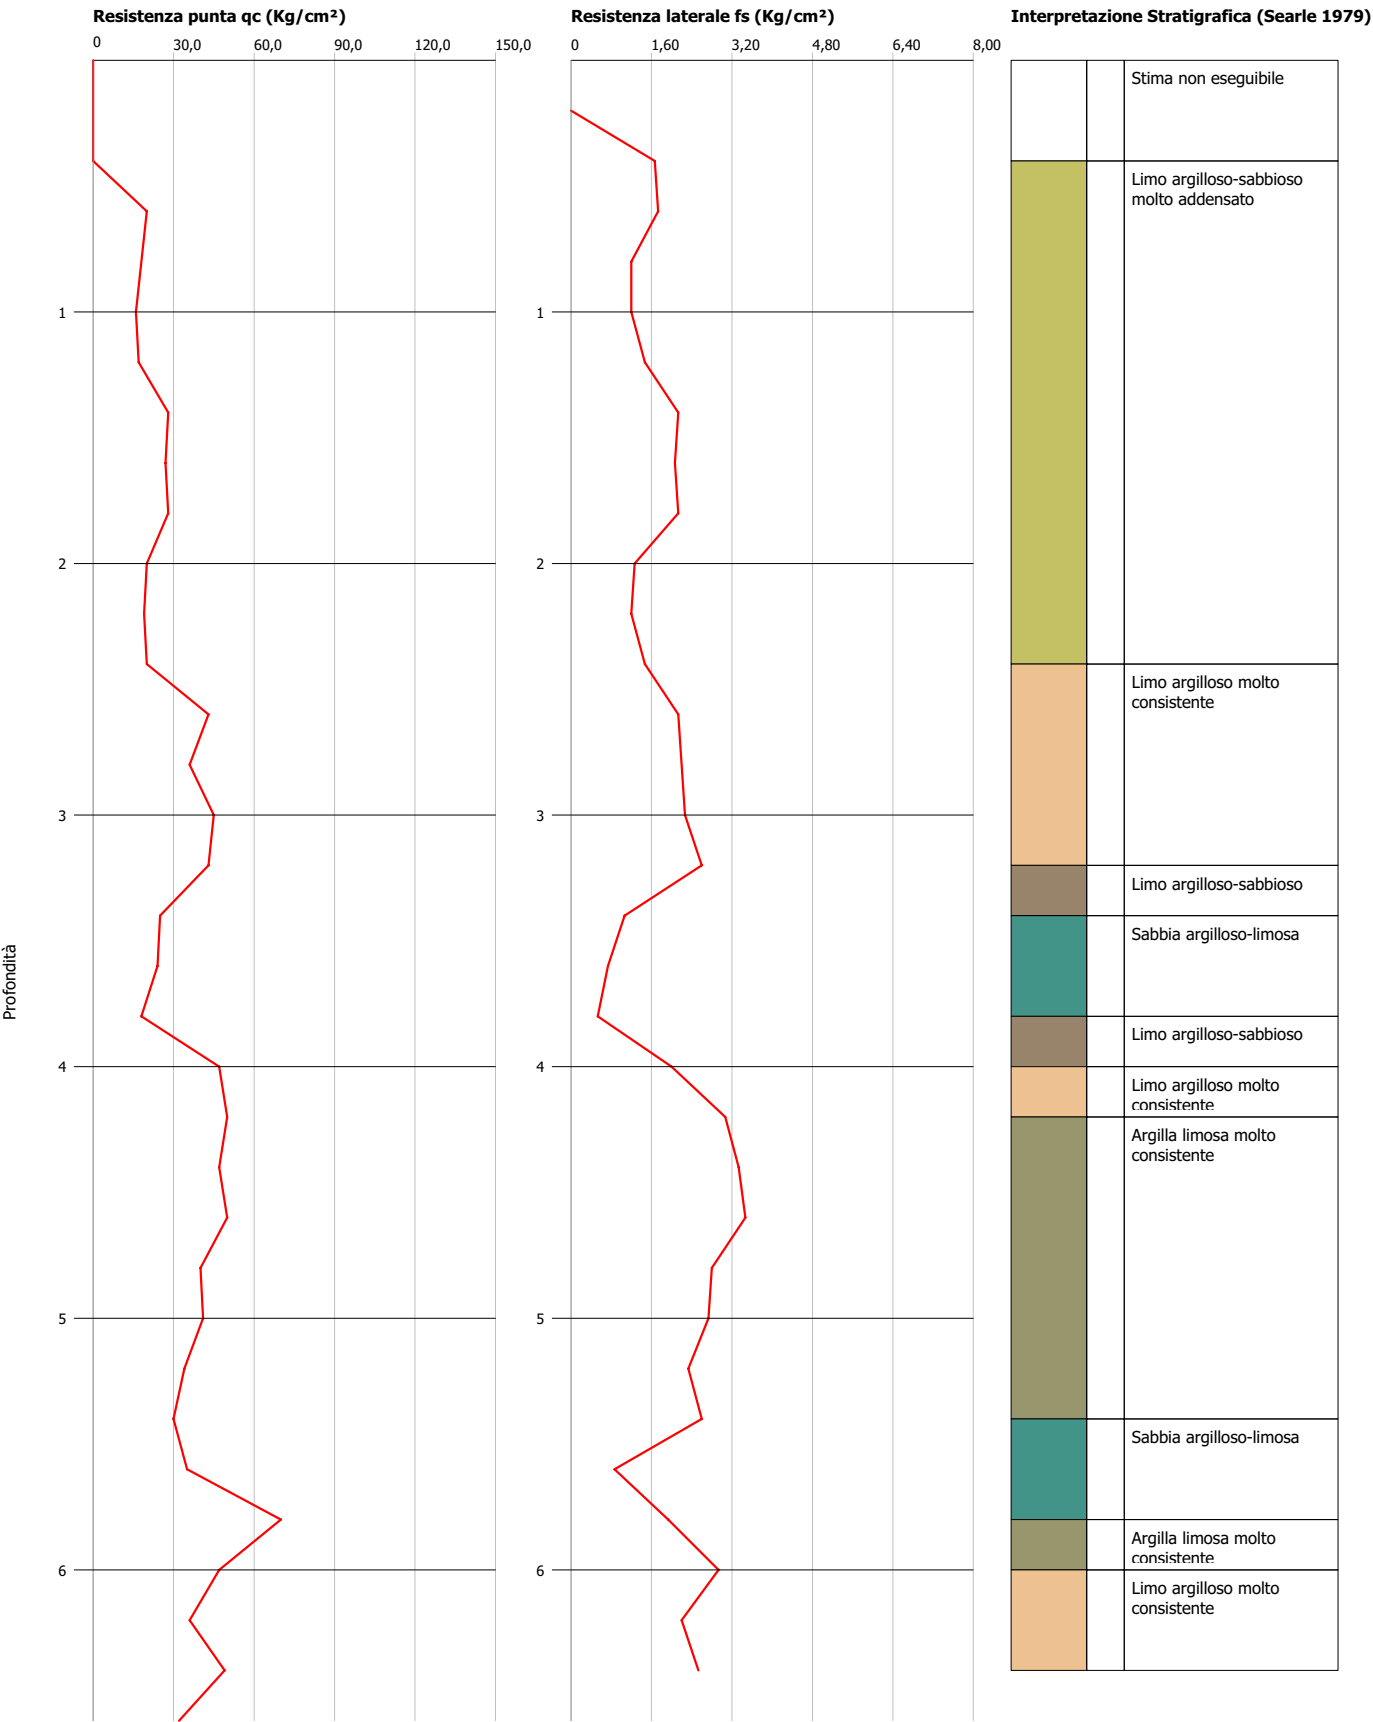 Resistenza punta qc (Kg/cm²)
0 30,0 60,0 90,0 120,0 150,0
1
2
3
4
5
6
Profondità
Resistenza laterale fs (Kg/cm²)
0 1,60 3,20 4,80 6,40 8,00
1
2
3
4
5
6
Interpretazione Stratigrafica (Searle 1979)
Stima non eseguibile
Limo argilloso-sabbioso
molto addensato
Limo argilloso molto
consistente
Limo argilloso-sabbioso
Sabbia argilloso-limosa
Limo argilloso-sabbioso
Limo argilloso molto
consistente
Argilla limosa molto
consistente
Sabbia argilloso-limosa
Argilla limosa molto
consistente
Limo argilloso molto
consistente